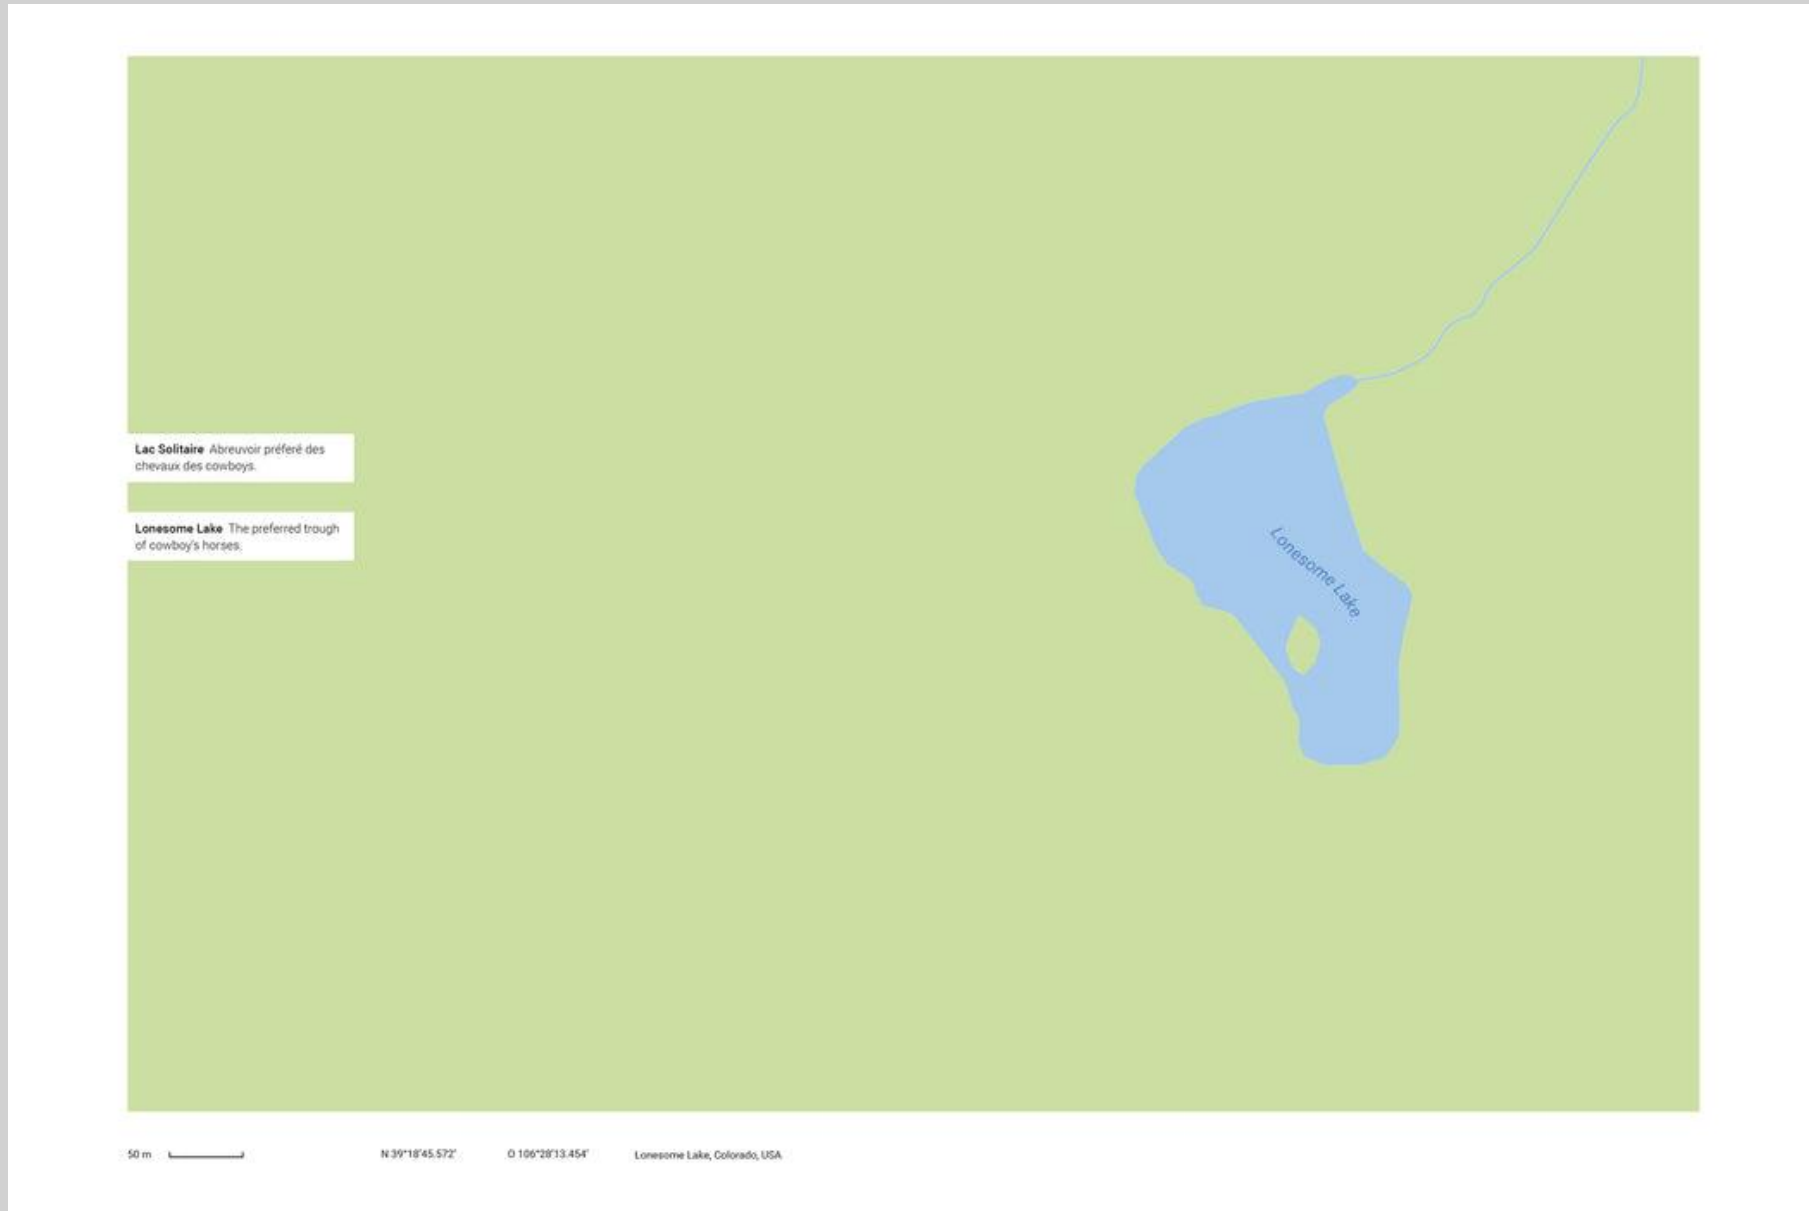 Lac Solitaire Abreuvoir préferé des
chevaux des cowboys.
Lonesome Lake The preferred trough
of cowboy's horses.
Lonesome Lake
50 m
N 39°18'45.572"
O 106°28'13.454"
Lonesome Lake, Colorado, USA